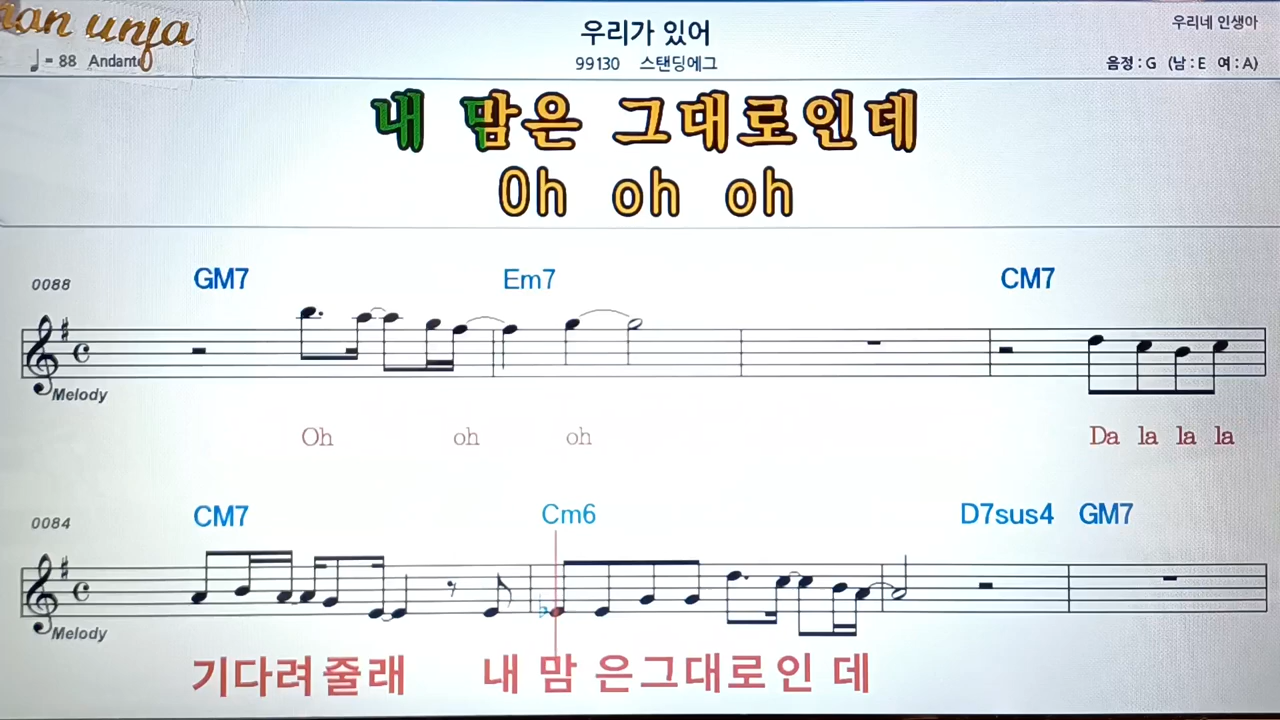 우리가 있어
우리네 인생아
unja
♩= 88 Andante
99130 스탠딩에그
음정 : G (남 : E 여 : A)
내 맘은 그대로인데
Oh oh oh
0088 GM7 Em7 CM7
Melody
Oh oh oh Da la la la
0084 CM7 Cm6 D7sus4 GM7
Melody
기다려줄래 내 맘 은그대로인 데